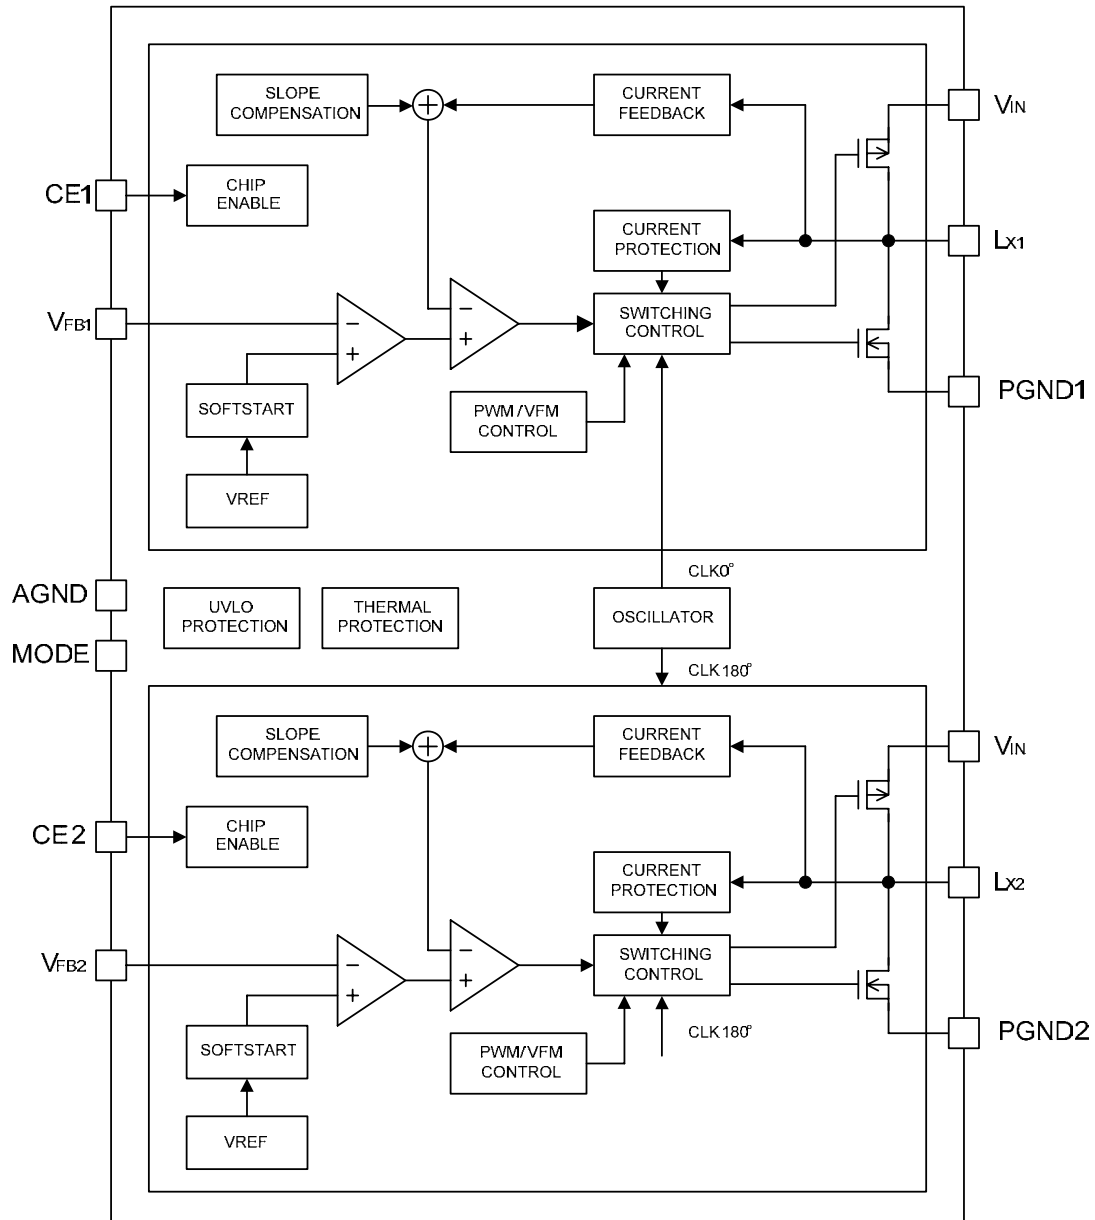 SLOPE
COMPENSATION
CURRENT
FEEDBACK
VIN
CE1
CHIP
ENABLE
CURRENT
PROTECTION
LX1
VFB1
SWITCHING
CONTROL
PGND1
SOFTSTART
PWM/VFM
CONTROL
VREF
CLK0°
AGND
UVLO
PROTECTION
THERMAL
PROTECTION
OSCILLATOR
MODE
CLK180°
SLOPE
COMPENSATION
CURRENT
FEEDBACK
VIN
CE2
CHIP
ENABLE
CURRENT
PROTECTION
LX2
VFB2
SWITCHING
CONTROL
CLK180°
PGND2
SOFTSTART
PWM/VFM
CONTROL
VREF